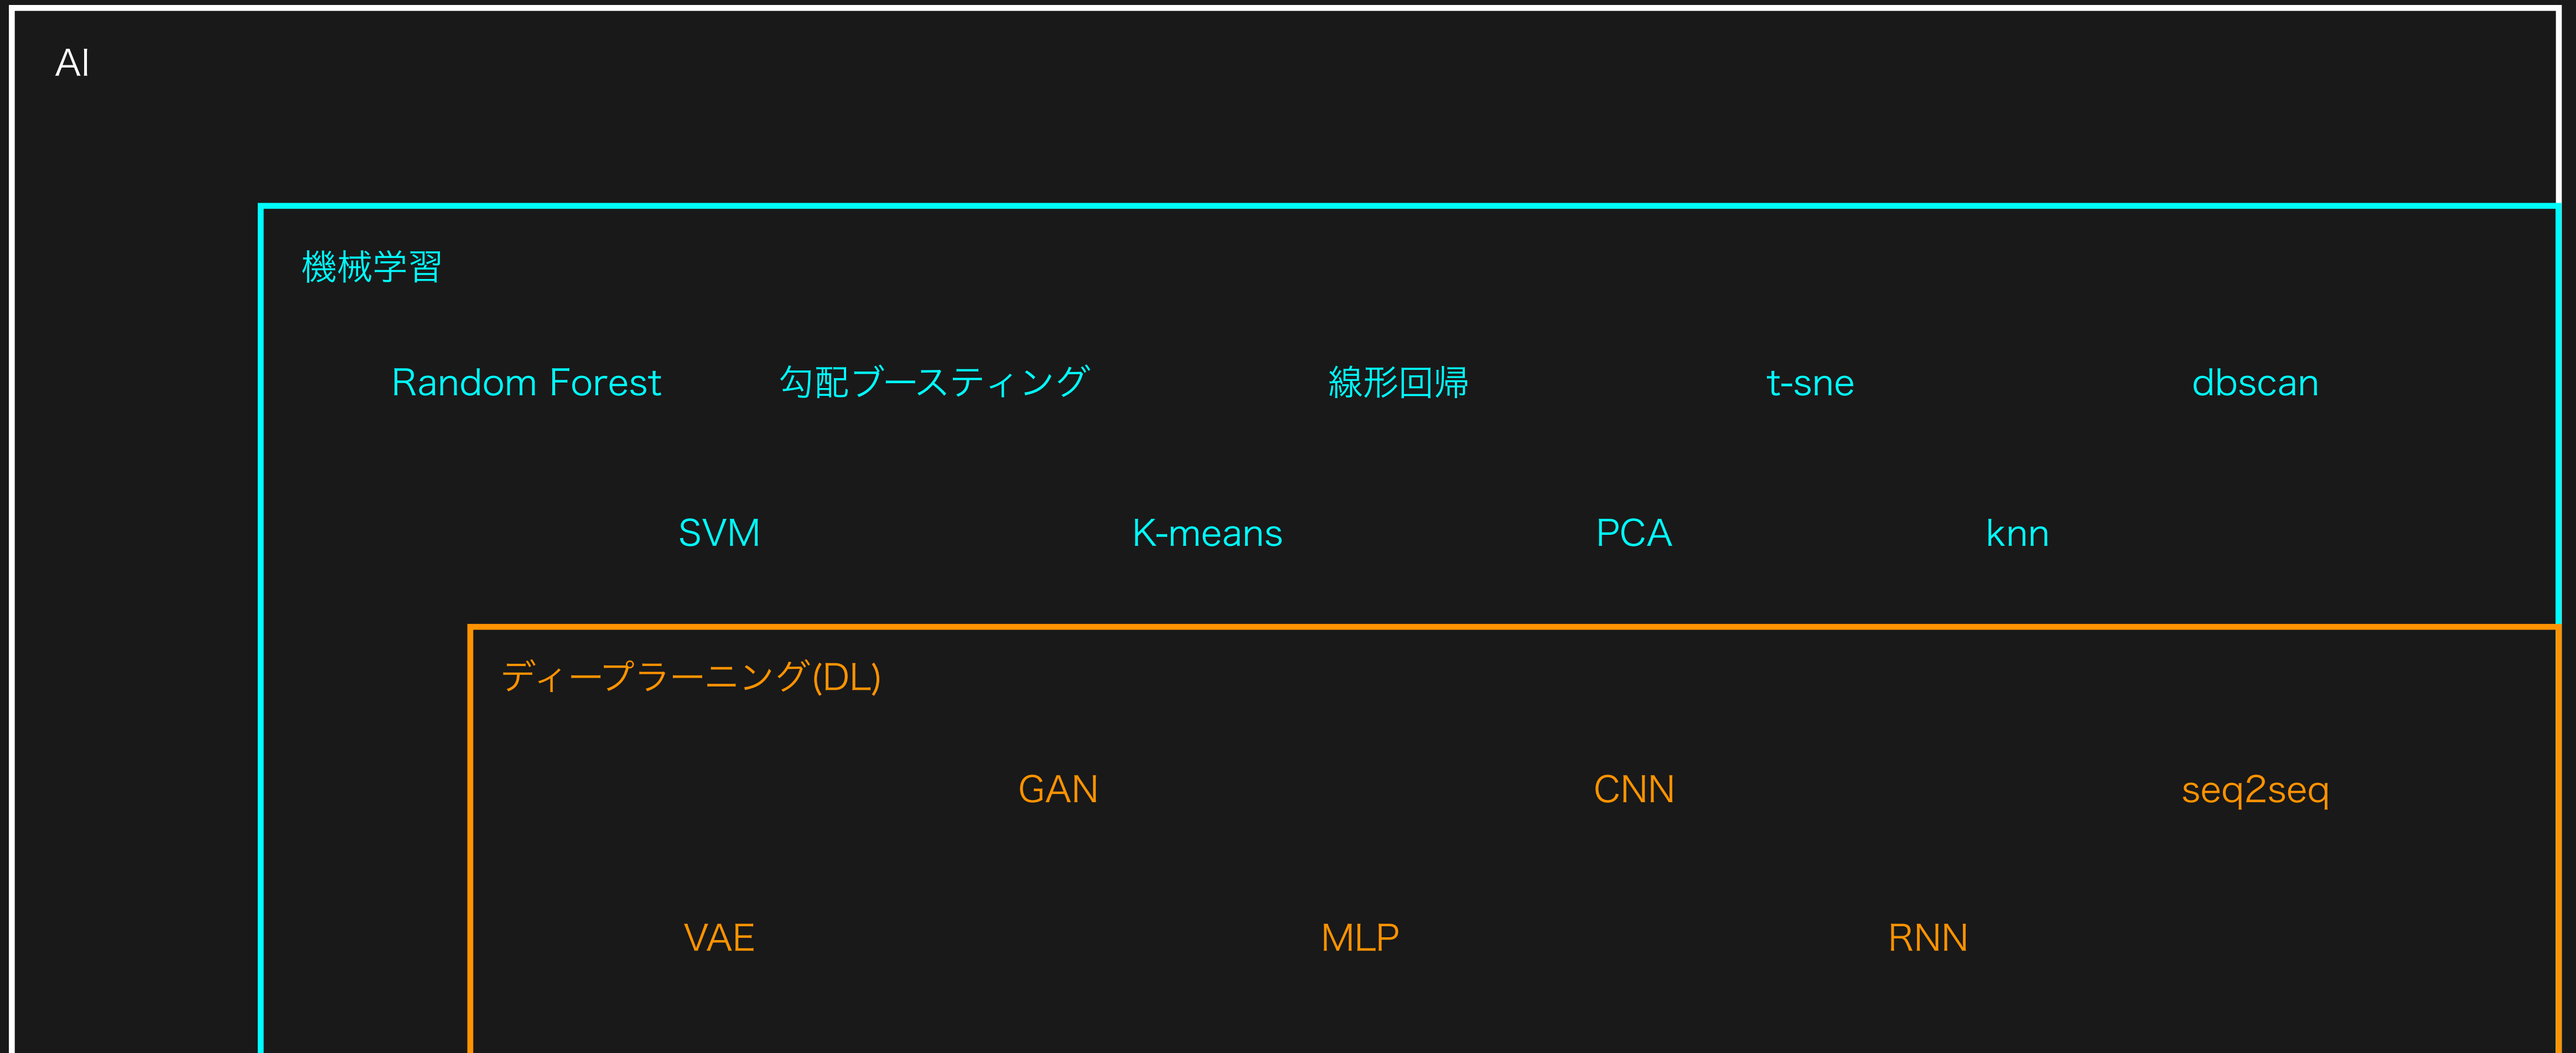 AI
機械学習
Random Forest 勾配ブースティング 線形回帰 t-sne dbscan
SVM K-means PCA knn
ディープラーニング(DL)
GAN CNN seq2seq
VAE MLP RNN